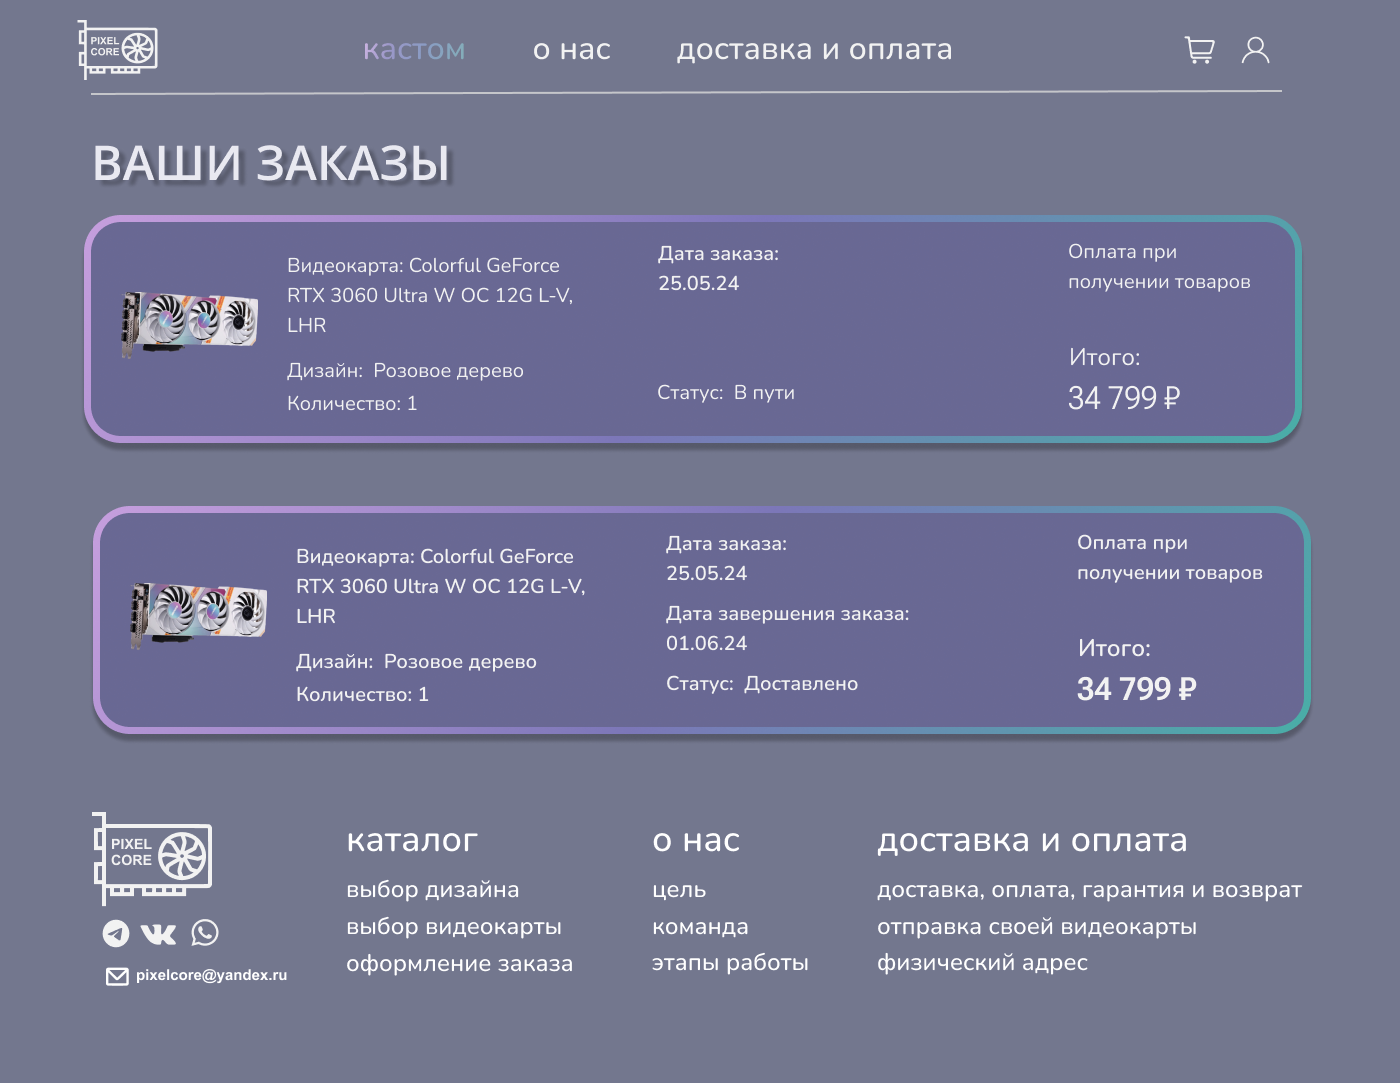 PIXEL
CORE
кастом
о нас
доставка и оплата
ВАШИ ЗАКАЗЫ
Видеокарта: Colorful GeForce
RTX 3060 Ultra W OC 12G L-V,
LHR
Дизайн: Розовое дерево
Количество: 1
Дата заказа:
25.05.24
Статус: В пути
Оплата при
получении товаров
Итого:
34 799 ₽
Видеокарта: Colorful GeForce
RTX 3060 Ultra W OC 12G L-V,
LHR
Дизайн: Розовое дерево
Количество: 1
Дата заказа:
25.05.24
Дата завершения заказа:
01.06.24
Статус: Доставлено
Оплата при
получении товаров
Итого:
34 799 ₽
PIXEL
CORE
pixelcore@yandex.ru
каталог
выбор дизайна
выбор видеокарты
оформление заказа
о нас
цель
команда
этапы работы
доставка и оплата
доставка, оплата, гарантия и возврат
отправка своей видеокарты
физический адрес